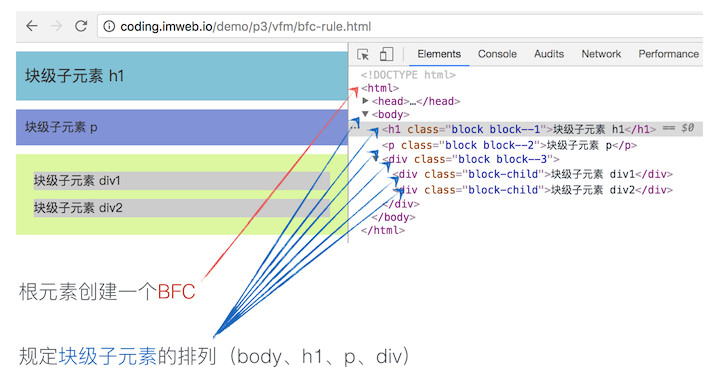 coding.imweb.io/demo/p3/vfm/bfc-rule.html
Elements Console Audits Network Performance
块级子元素 h1
块级子元素 p
块级子元素 div1
块级子元素 div2
<!DOCTYPE html>
<html>
<head>…</head>
<body>
<h1 class="block block--1">块级子元素 h1</h1> == $0
<p class="block block--2">块级子元素 p</p>
<div class="block block--3">
<div class="block-child">块级子元素 div1</div>
<div class="block-child">块级子元素 div2</div>
</div>
</body>
</html>
根元素创建一个BFC
规定块级子元素的排列（body、h1、p、div）